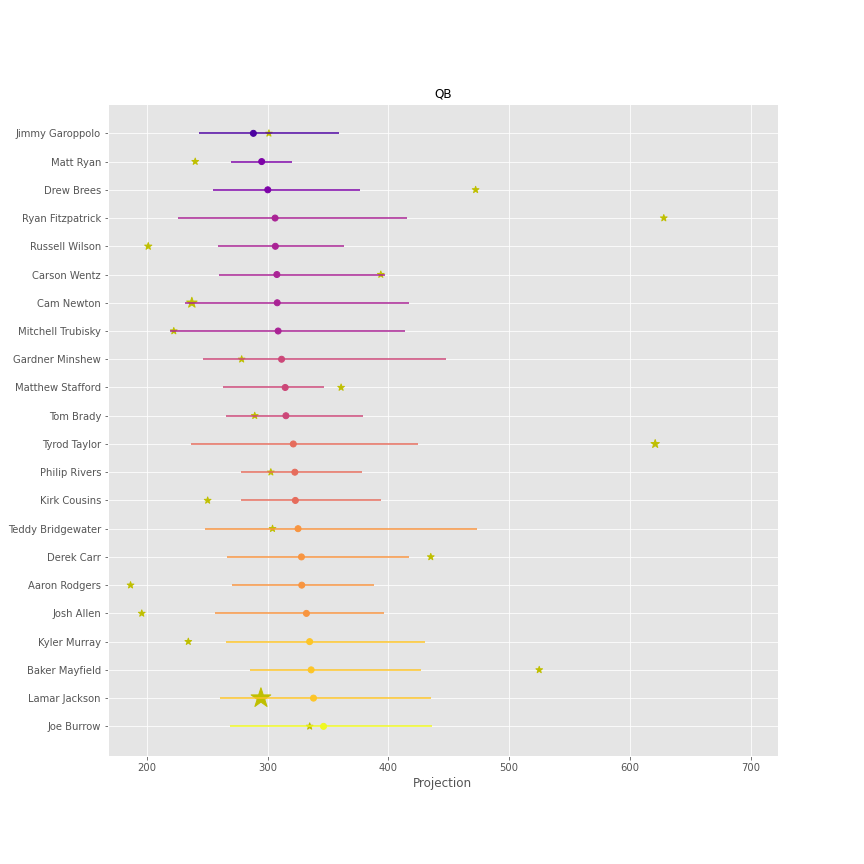 QB
Jimmy Garoppolo
Matt Ryan
Drew Brees
Ryan Fitzpatrick
Russell Wilson
Carson Wentz
Cam Newton
Mitchell Trubisky
Gardner Minshew
Matthew Stafford
Tom Brady
Tyrod Taylor
Philip Rivers
Kirk Cousins
Teddy Bridgewater
Derek Carr
Aaron Rodgers
Josh Allen
Kyler Murray
Baker Mayfield
Lamar Jackson
Joe Burrow
200 300 400 500 600 700
Projection